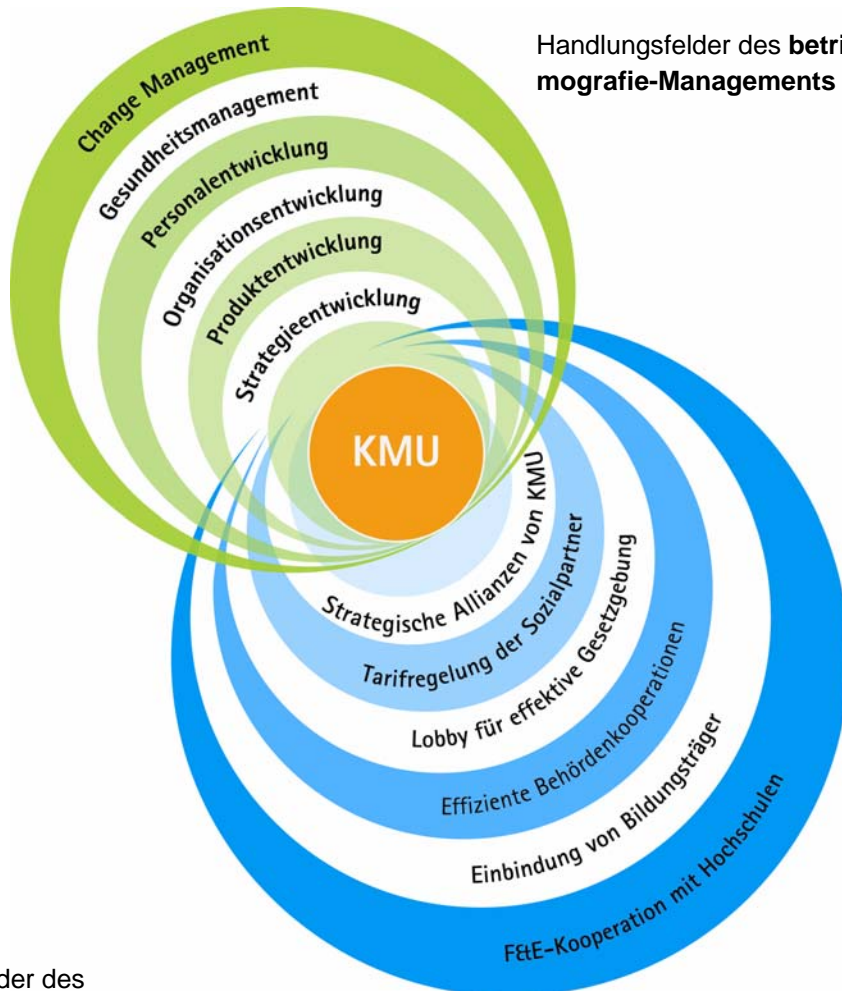 Handlungsfelder des betri
mografie-Managements
Change Management
Gesundheitsmanagement
Personalentwicklung
Organisationsentwicklung
Produktentwicklung
Strategieentwicklung
KMU
Strategische Allianzen von KMU
Tarifregelung der Sozialpartner
Lobby für effektive Gesetzgebung
Effiziente Behördenkooperationen
Einbindung von Bildungsträger
F&E-Kooperation mit Hochschulen
der des